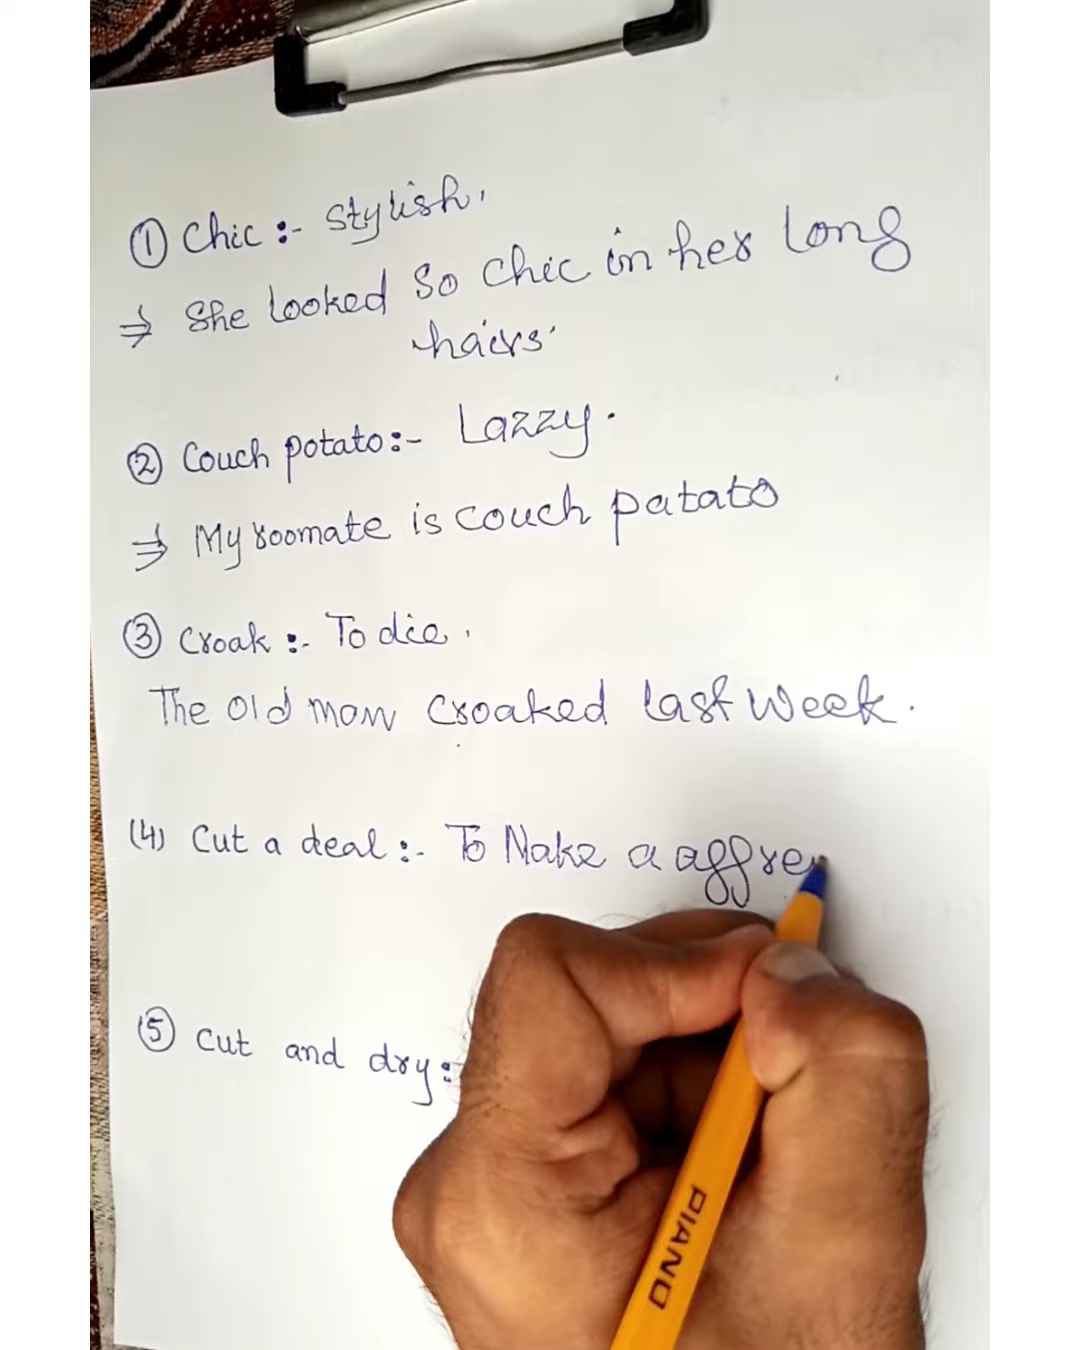 ① Chic :- Stylish.
⇒ She looked So Chic in her Long
hairs.
② Couch potato :- Lazzy.
⇒ My roomate is couch patato
③ Croak :- To die.
The old man croaked last week.
(4) Cut a deal :- To Nake a aggre
⑤ Cut and dry :
PIANO